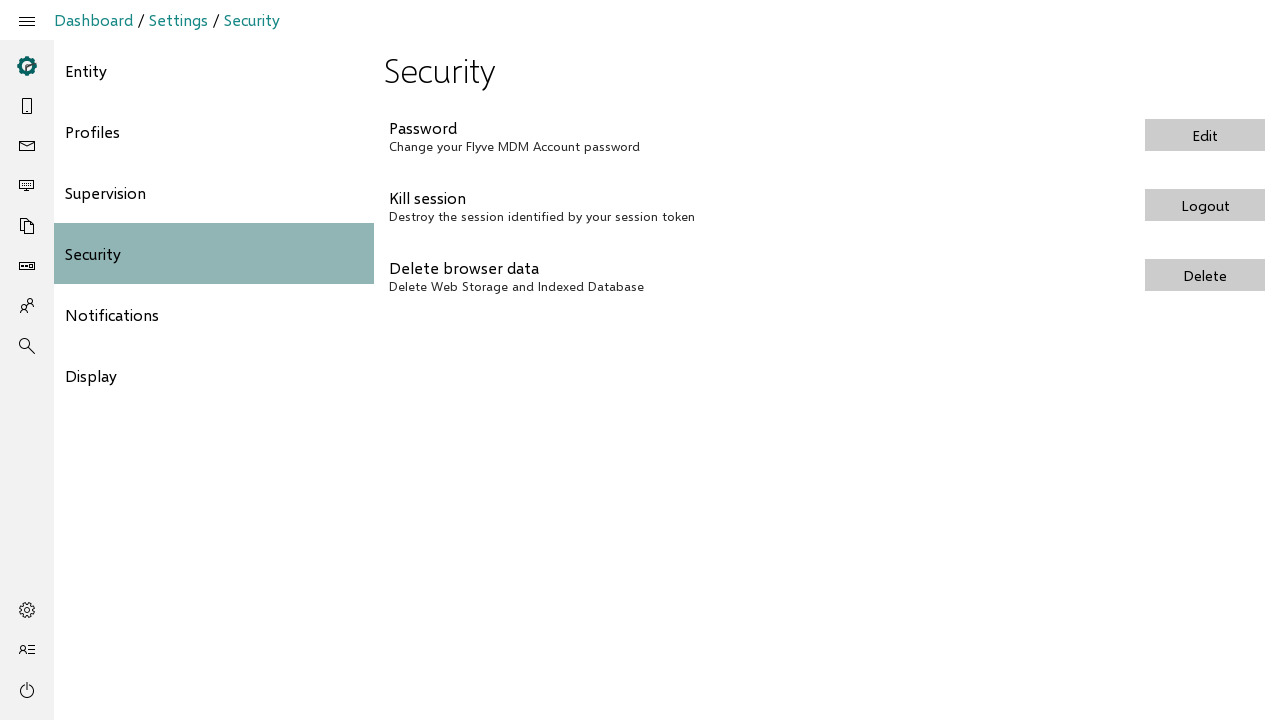 Dashboard / Settings / Security
Entity
Profiles
Supervision
Security
Notifications
Display
Security
Password
Change your Flyve MDM Account password
Edit
Kill session
Destroy the session identified by your session token
Logout
Delete browser data
Delete Web Storage and Indexed Database
Delete